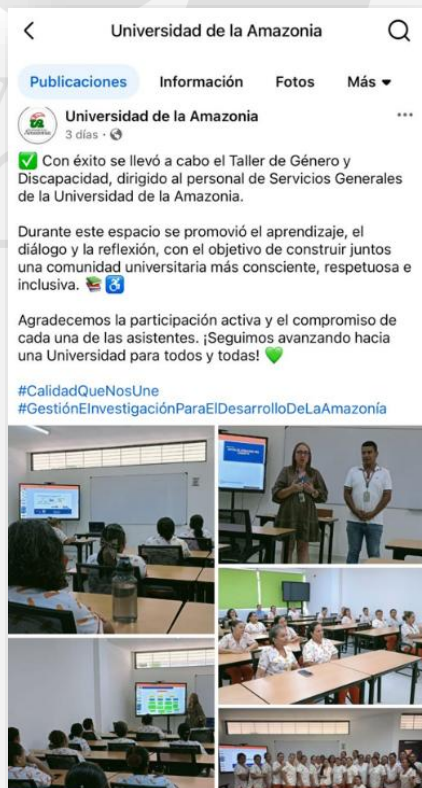 Universidad de la Amazonia
Publicaciones Información Fotos Más
Universidad de la Amazonia
3 días ·
Con éxito se llevó a cabo el Taller de Género y
Discapacidad, dirigido al personal de Servicios Generales
de la Universidad de la Amazonia.
Durante este espacio se promovió el aprendizaje, el
diálogo y la reflexión, con el objetivo de construir juntos
una comunidad universitaria más consciente, respetuosa e
inclusiva.
Agradecemos la participación activa y el compromiso de
cada una de las asistentes. ¡Seguimos avanzando hacia
una Universidad para todos y todas!
#CalidadQueNosUne
#GestiónEInvestigaciónParaElDesarrolloDeLaAmazonía